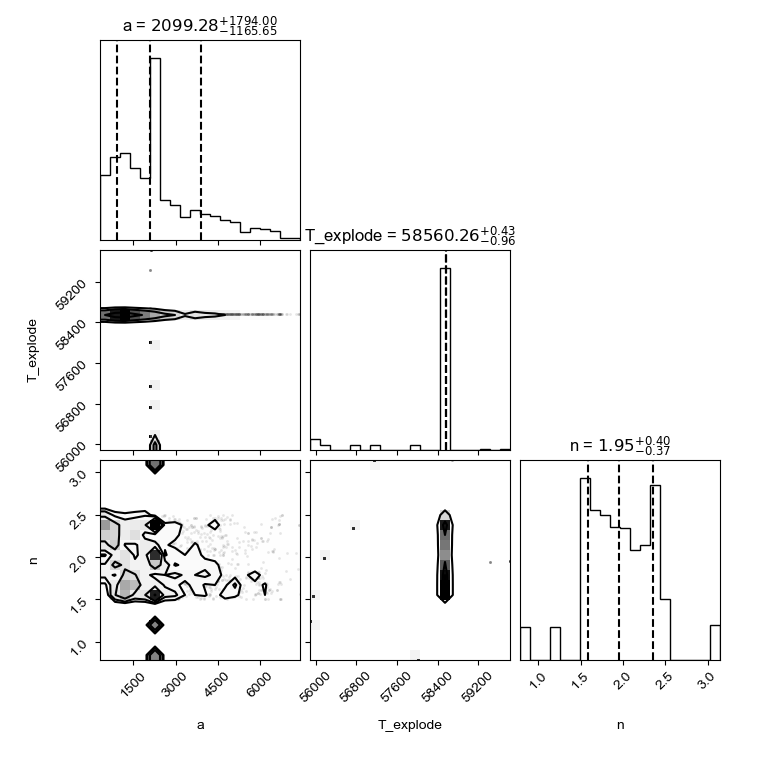 a = 2099.28+1794.00−1165.65
T_explode = 58560.26+0.43−0.96
T_explode
59200
58400
57600
56800
56000
n = 1.95+0.40−0.37
n
3.0
2.5
2.0
1.5
1.0
1500 3000 4500 6000
56000 56800 57600 58400 59200
1.0 1.5 2.0 2.5 3.0
a T_explode n